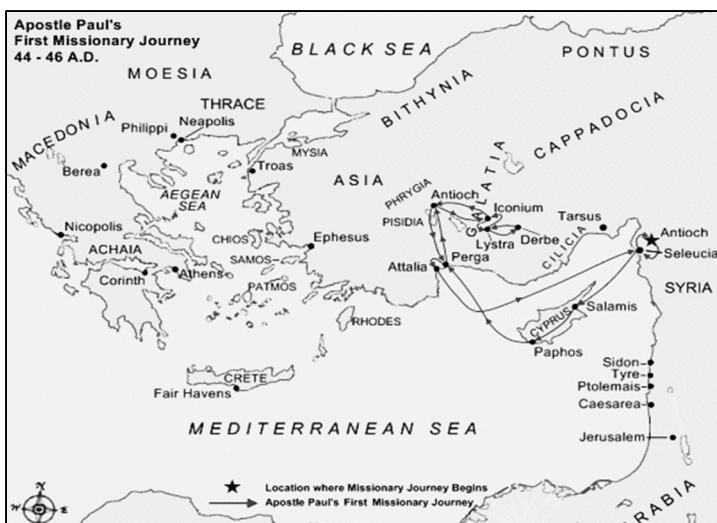 Apostle Paul's
First Missionary Journey
44 - 46 A.D.
BLACK SEA
PONTUS
MOESIA
THRACE
BITHYNIA
MACEDONIA
Philippi
Neapolis
CAPPADOCIA
MYSIA
Berea
Troas
ASIA
GALATIA
PHRYGIA
Antioch
AEGEAN
SEA
PISIDIA
Iconium
Tarsus
Nicopolis
CHIOS
Ephesus
Lystra
Derbe
CILICIA
Antioch
ACHAIA
SAMOS
Attalia
Perga
Seleucia
Corinth
Athens
PATMOS
SYRIA
RHODES
CYPRUS
Salamis
Paphos
Sidon
CRETE
Tyre
Fair Havens
Ptolemais
Caesarea
MEDITERRANEAN SEA
Jerusalem
N
W
E
S
Location where Missionary Journey Begins
Apostle Paul's First Missionary Journey
ARABIA